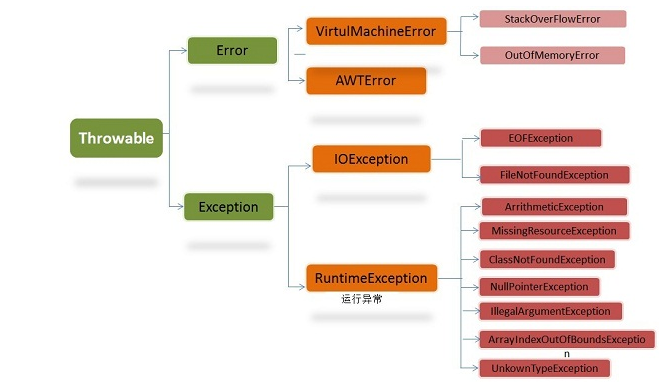 Throwable
Error
VirtulMachineError
StackOverFlowError
OutOfMemoryError
AWTError
Exception
IOException
EOFException
FileNotFoundException
RuntimeException
运行异常
ArrithmeticException
MissingResourceException
ClassNotFoundException
NullPointerException
IllegalArgumentException
ArrayIndexOutOfBoundsExceptio
n
UnkownTypeException